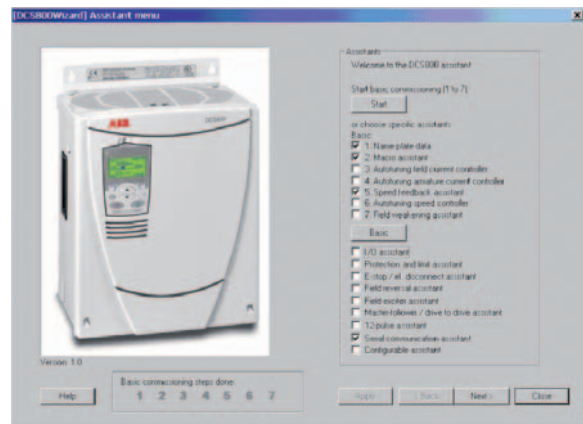 [DCS800Wizard] Assistant menu
ABB
DCS800
Assistants
Welcome to the DCS800 assistant
Start basic commissioning (1 to 7):
Start
or choose specific assistants
Basic:
1. Name plate data
2. Macro assistant
3. Autotuning field current controller
4. Autotuning armature current controller
5. Speed feedback assistant
6. Autotuning speed controller
7. Field weakening assistant
Basic
I/O assistant
Protection and limit assistant
E-stop / el. disconnect assistant
Field reversal assistant
Field exciter assistant
Master-follower / drive to drive assistant
12-pulse assistant
Serial communication assistant
Configurable assistant
Version: 1.0
Basic commissioning steps done:
1 2 3 4 5 6 7
Help
Apply
< Back
Next >
Close